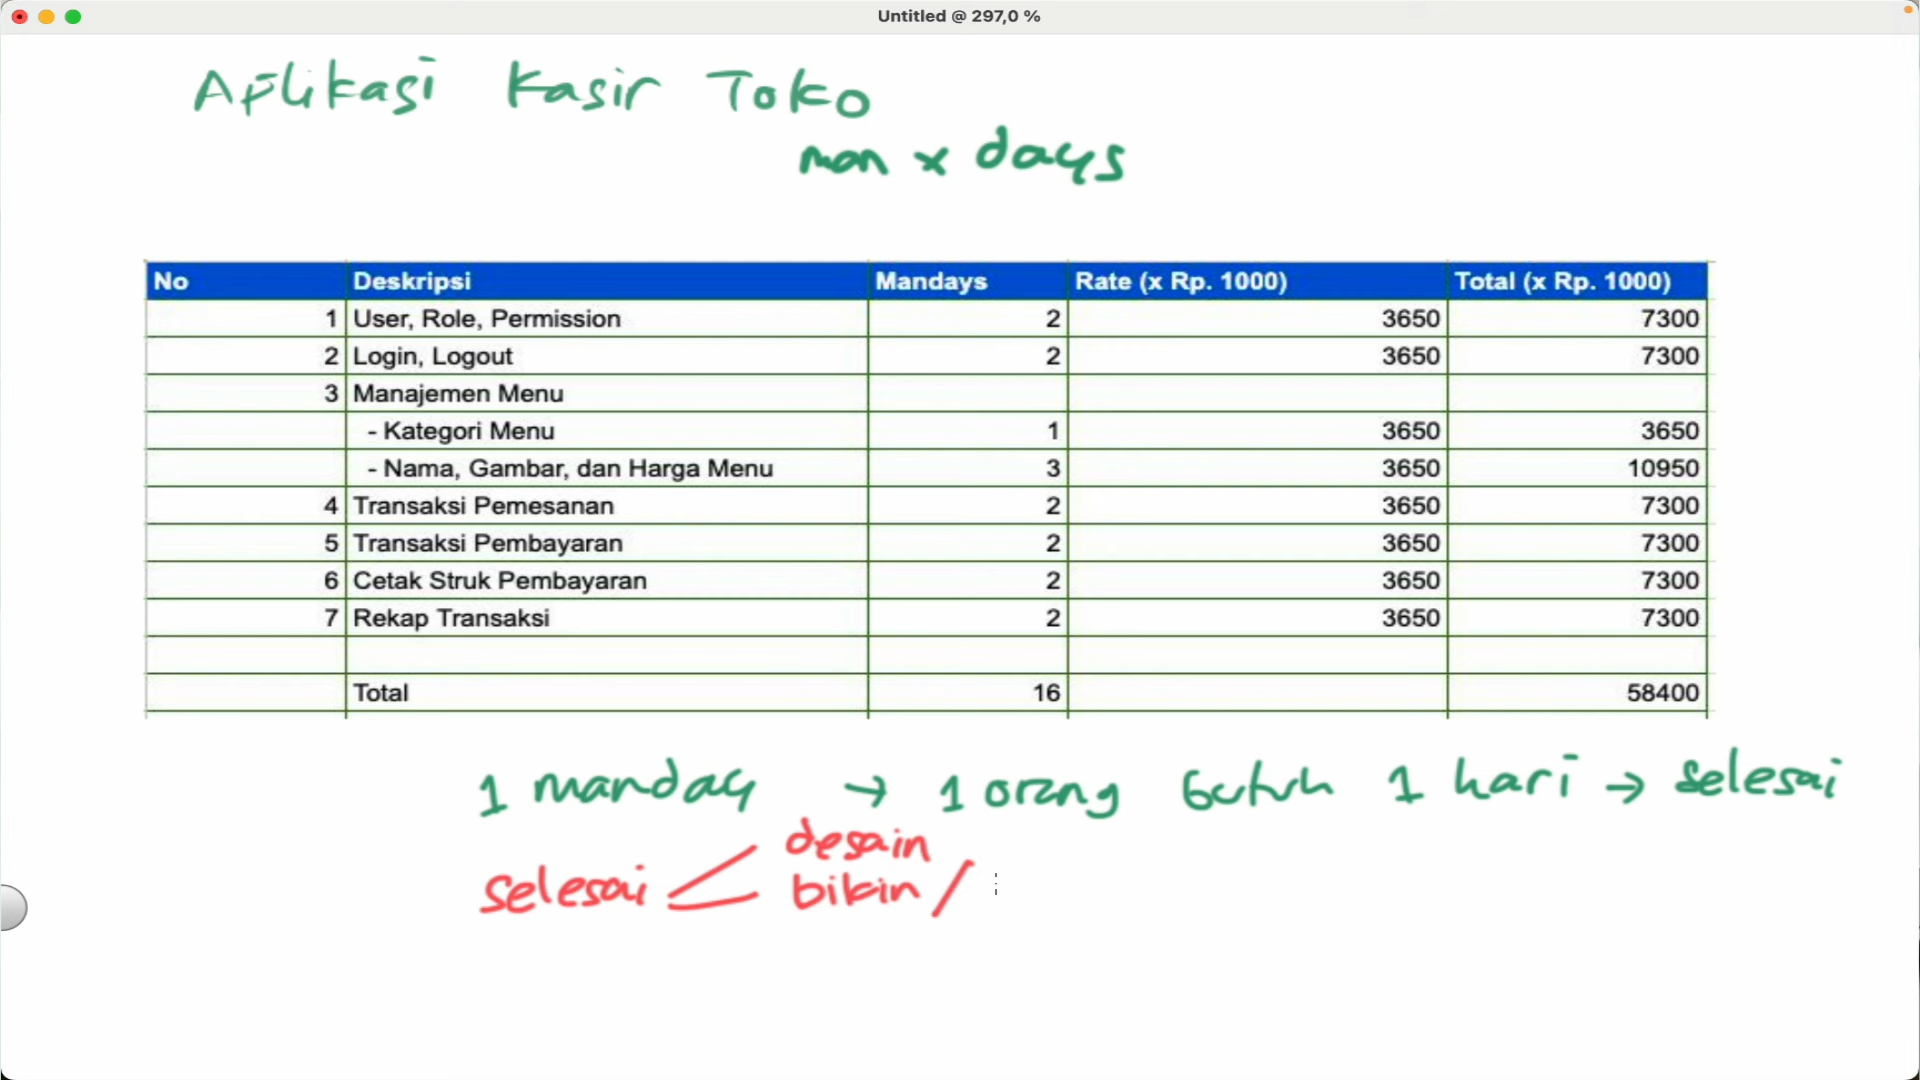 Untitled @ 297,0 %
Aplikasi Kasir Toko
man x days
No Deskripsi Mandays Rate (x Rp. 1000) Total (x Rp. 1000)
1 User, Role, Permission 2 3650 7300
2 Login, Logout 2 3650 7300
3 Manajemen Menu
- Kategori Menu 1 3650 3650
- Nama, Gambar, dan Harga Menu 3 3650 10950
4 Transaksi Pemesanan 2 3650 7300
5 Transaksi Pembayaran 2 3650 7300
6 Cetak Struk Pembayaran 2 3650 7300
7 Rekap Transaksi 2 3650 7300
Total 16 58400
1 manday → 1 orang butuh 1 hari → selesai
desain
selesai < bikin /